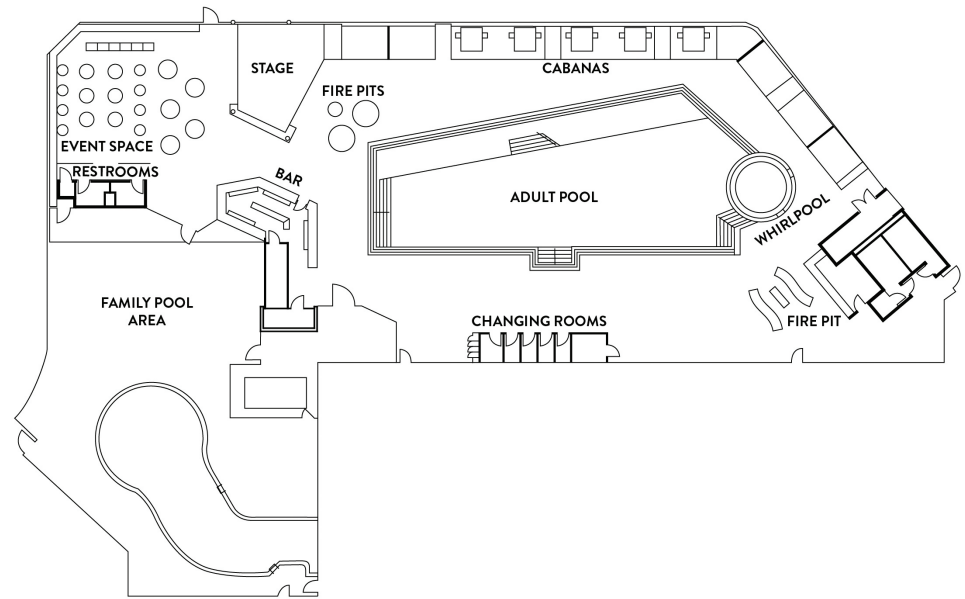 STAGE
CABANAS
FIRE PITS
EVENT SPACE
RESTROOMS
BAR
ADULT POOL
WHIRLPOOL
FAMILY POOL
AREA
CHANGING ROOMS
FIRE PIT